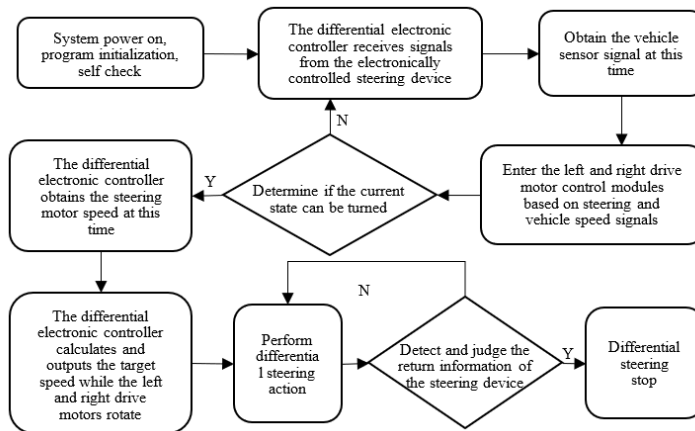 System power on,
program initialization,
self check
The differential electronic
controller receives signals
from the electronically
controlled steering device
Obtain the vehicle
sensor signal at this
time
N
The differential
electronic controller
obtains the steering
motor speed at this
time
Y
Determine if the current
state can be turned
Enter the left and right drive
motor control modules
based on steering and
vehicle speed signals
The differential
electronic controller
calculates and
outputs the target
speed while the left
and right drive
motors rotate
Perform
differentia
l steering
action
N
Detect and judge the
return information of
the steering device
Y
Differential
steering
stop